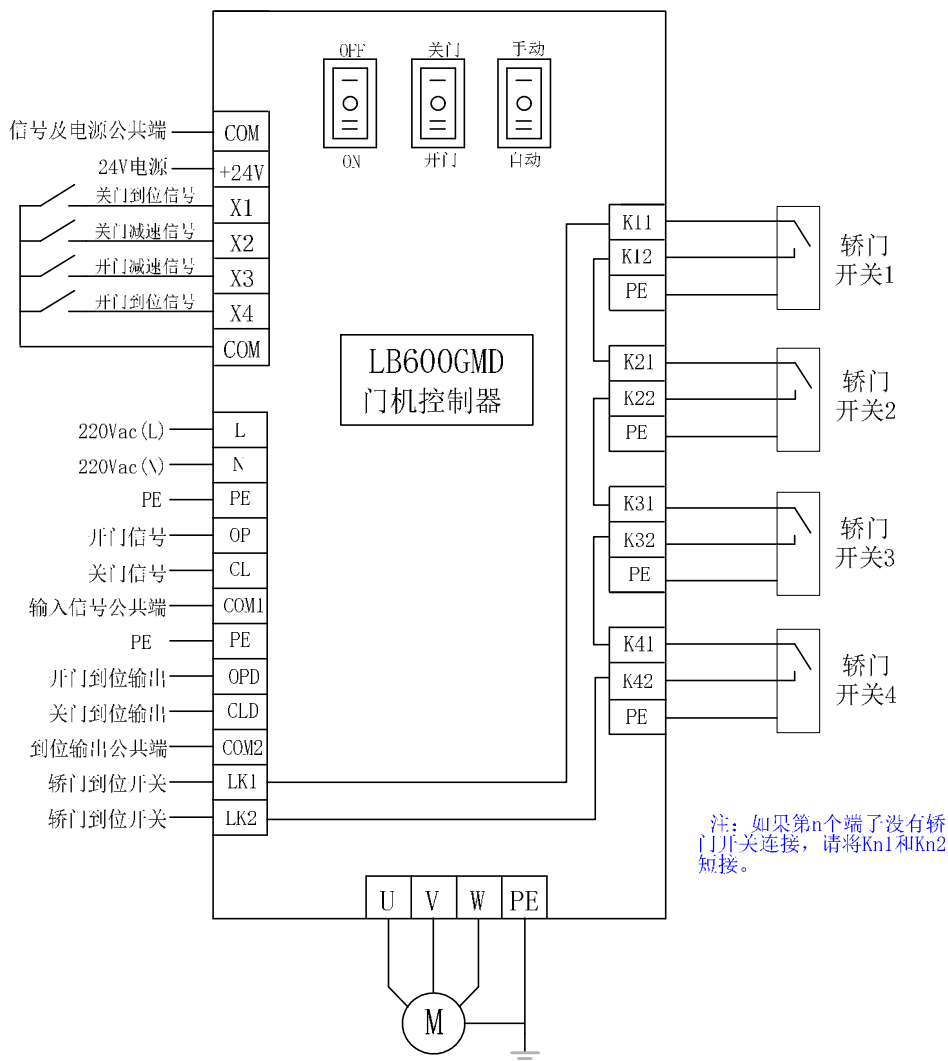 OFF 关门 手动
ON 开门 自动
信号及电源公共端 COM
24V电源 +24V
关门到位信号 X1
关门减速信号 X2
开门减速信号 X3
开门到位信号 X4
COM
LB600GMD
门机控制器
220Vac(L) L
220Vac(N) N
PE PE
开门信号 OP
关门信号 CL
输入信号公共端 COM1
PE PE
开门到位输出 OPD
关门到位输出 CLD
到位输出公共端 COM2
轿门到位开关 LK1
轿门到位开关 LK2
K11
K12
PE
轿门
开关1
K21
K22
PE
轿门
开关2
K31
K32
PE
轿门
开关3
K41
K42
PE
轿门
开关4
注：如果第n个端子没有轿
门开关连接，请将Kn1和Kn2
短接。
U V W PE
M